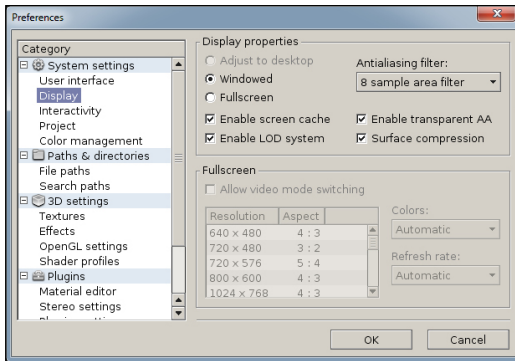 Preferences
Category
System settings
User interface
Display
Interactivity
Project
Color management
Paths & directories
File paths
Search paths
3D settings
Textures
Effects
OpenGL settings
Shader profiles
Plugins
Material editor
Stereo settings
Display properties
Adjust to desktop
Windowed
Fullscreen
Antialiasing filter:
8 sample area filter
Enable screen cache
Enable transparent AA
Enable LOD system
Surface compression
Fullscreen
Allow video mode switching
Resolution Aspect
640 x 480 4 : 3
720 x 480 3 : 2
720 x 576 5 : 4
800 x 600 4 : 3
1024 x 768 4 : 3
Colors:
Automatic
Refresh rate:
Automatic
OK
Cancel